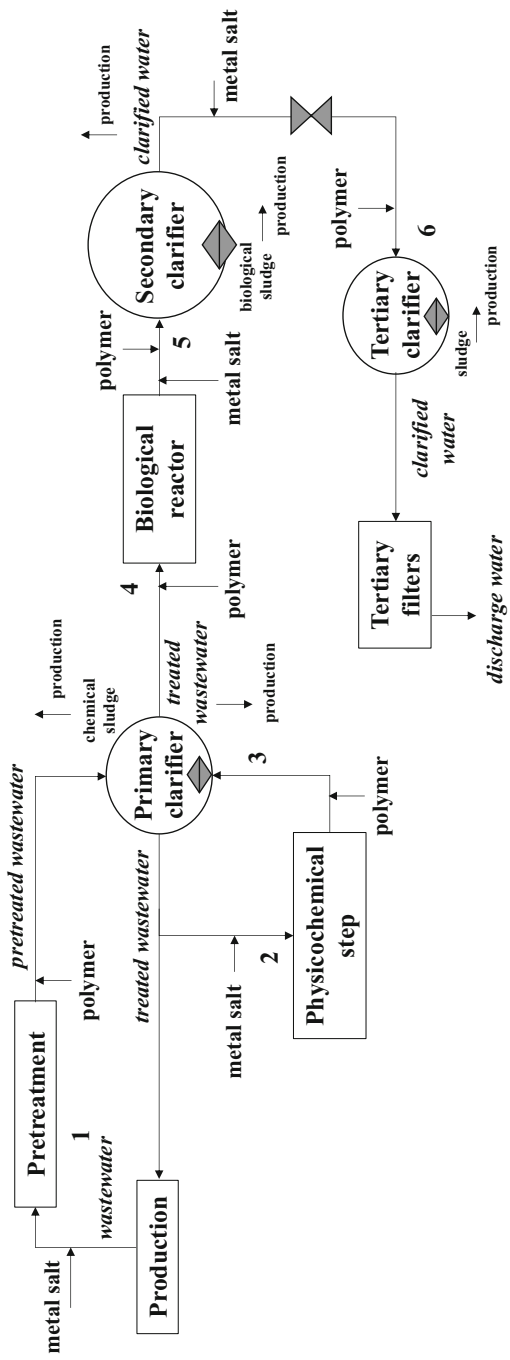 metal salt
Production
wastewater
1
Pretreatment
polymer
pretreated wastewater
treated wastewater
metal salt
2
Physicochemical
step
polymer
3
Primary
clarifier
chemical
sludge
production
treated
wastewater
production
4
polymer
Biological
reactor
metal salt
polymer
5
Secondary
clarifier
biological
sludge
production
production
clarified water
metal salt
polymer
6
Tertiary
clarifier
sludge
production
clarified
water
Tertiary
filters
discharge water